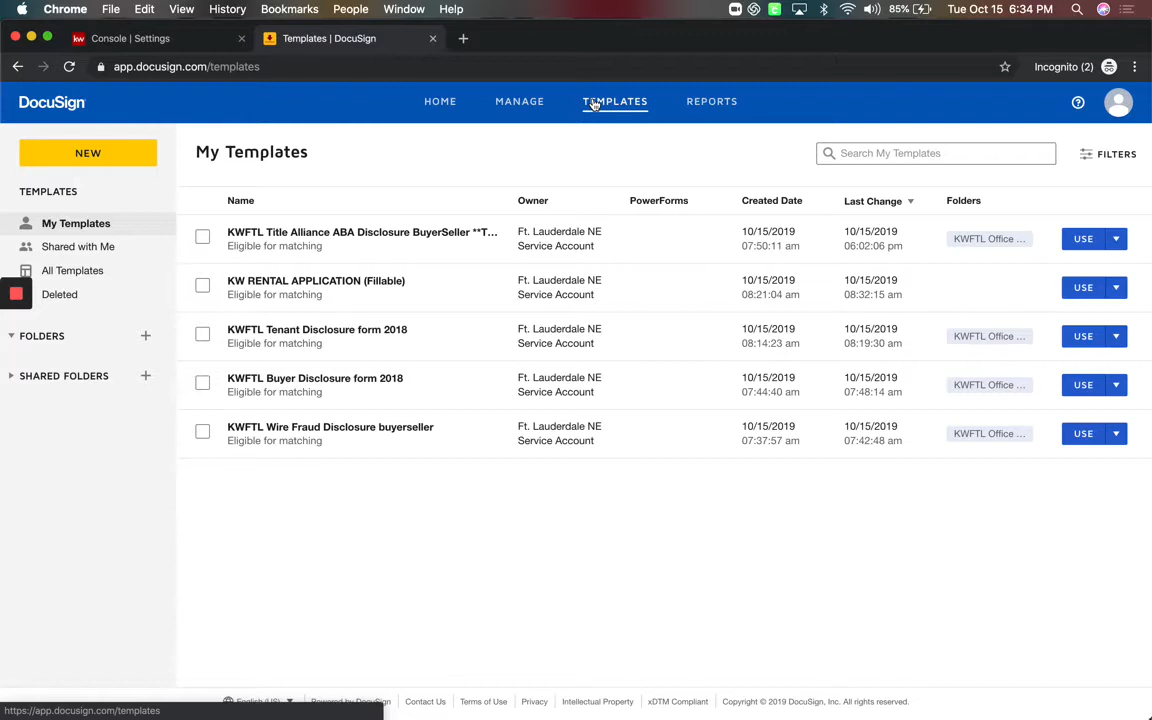 Chrome File Edit View History Bookmarks People Window Help 85% Tue Oct 15 6:34 PM
kw Console | Settings Templates | DocuSign
app.docusign.com/templates Incognito (2)
DocuSign HOME MANAGE TEMPLATES REPORTS
NEW My Templates Search My Templates FILTERS
TEMPLATES
Name Owner PowerForms Created Date Last Change Folders
My Templates
Shared with Me
All Templates
Deleted
FOLDERS
SHARED FOLDERS
KWFTL Title Alliance ABA Disclosure BuyerSeller **T... Ft. Lauderdale NE 10/15/2019 10/15/2019 KWFTL Office ... USE
Eligible for matching Service Account 07:50:11 am 06:02:06 pm
KW RENTAL APPLICATION (Fillable) Ft. Lauderdale NE 10/15/2019 10/15/2019 USE
Eligible for matching Service Account 08:21:04 am 08:32:15 am
KWFTL Tenant Disclosure form 2018 Ft. Lauderdale NE 10/15/2019 10/15/2019 KWFTL Office ... USE
Eligible for matching Service Account 08:14:23 am 08:19:30 am
KWFTL Buyer Disclosure form 2018 Ft. Lauderdale NE 10/15/2019 10/15/2019 KWFTL Office ... USE
Eligible for matching Service Account 07:44:40 am 07:48:14 am
KWFTL Wire Fraud Disclosure buyerseller Ft. Lauderdale NE 10/15/2019 10/15/2019 KWFTL Office ... USE
Eligible for matching Service Account 07:37:57 am 07:42:48 am
English (US) Powered by DocuSign Contact Us Terms of Use Privacy Intellectual Property xDTM Compliant Copyright © 2019 DocuSign, Inc. All rights reserved.
https://app.docusign.com/templates